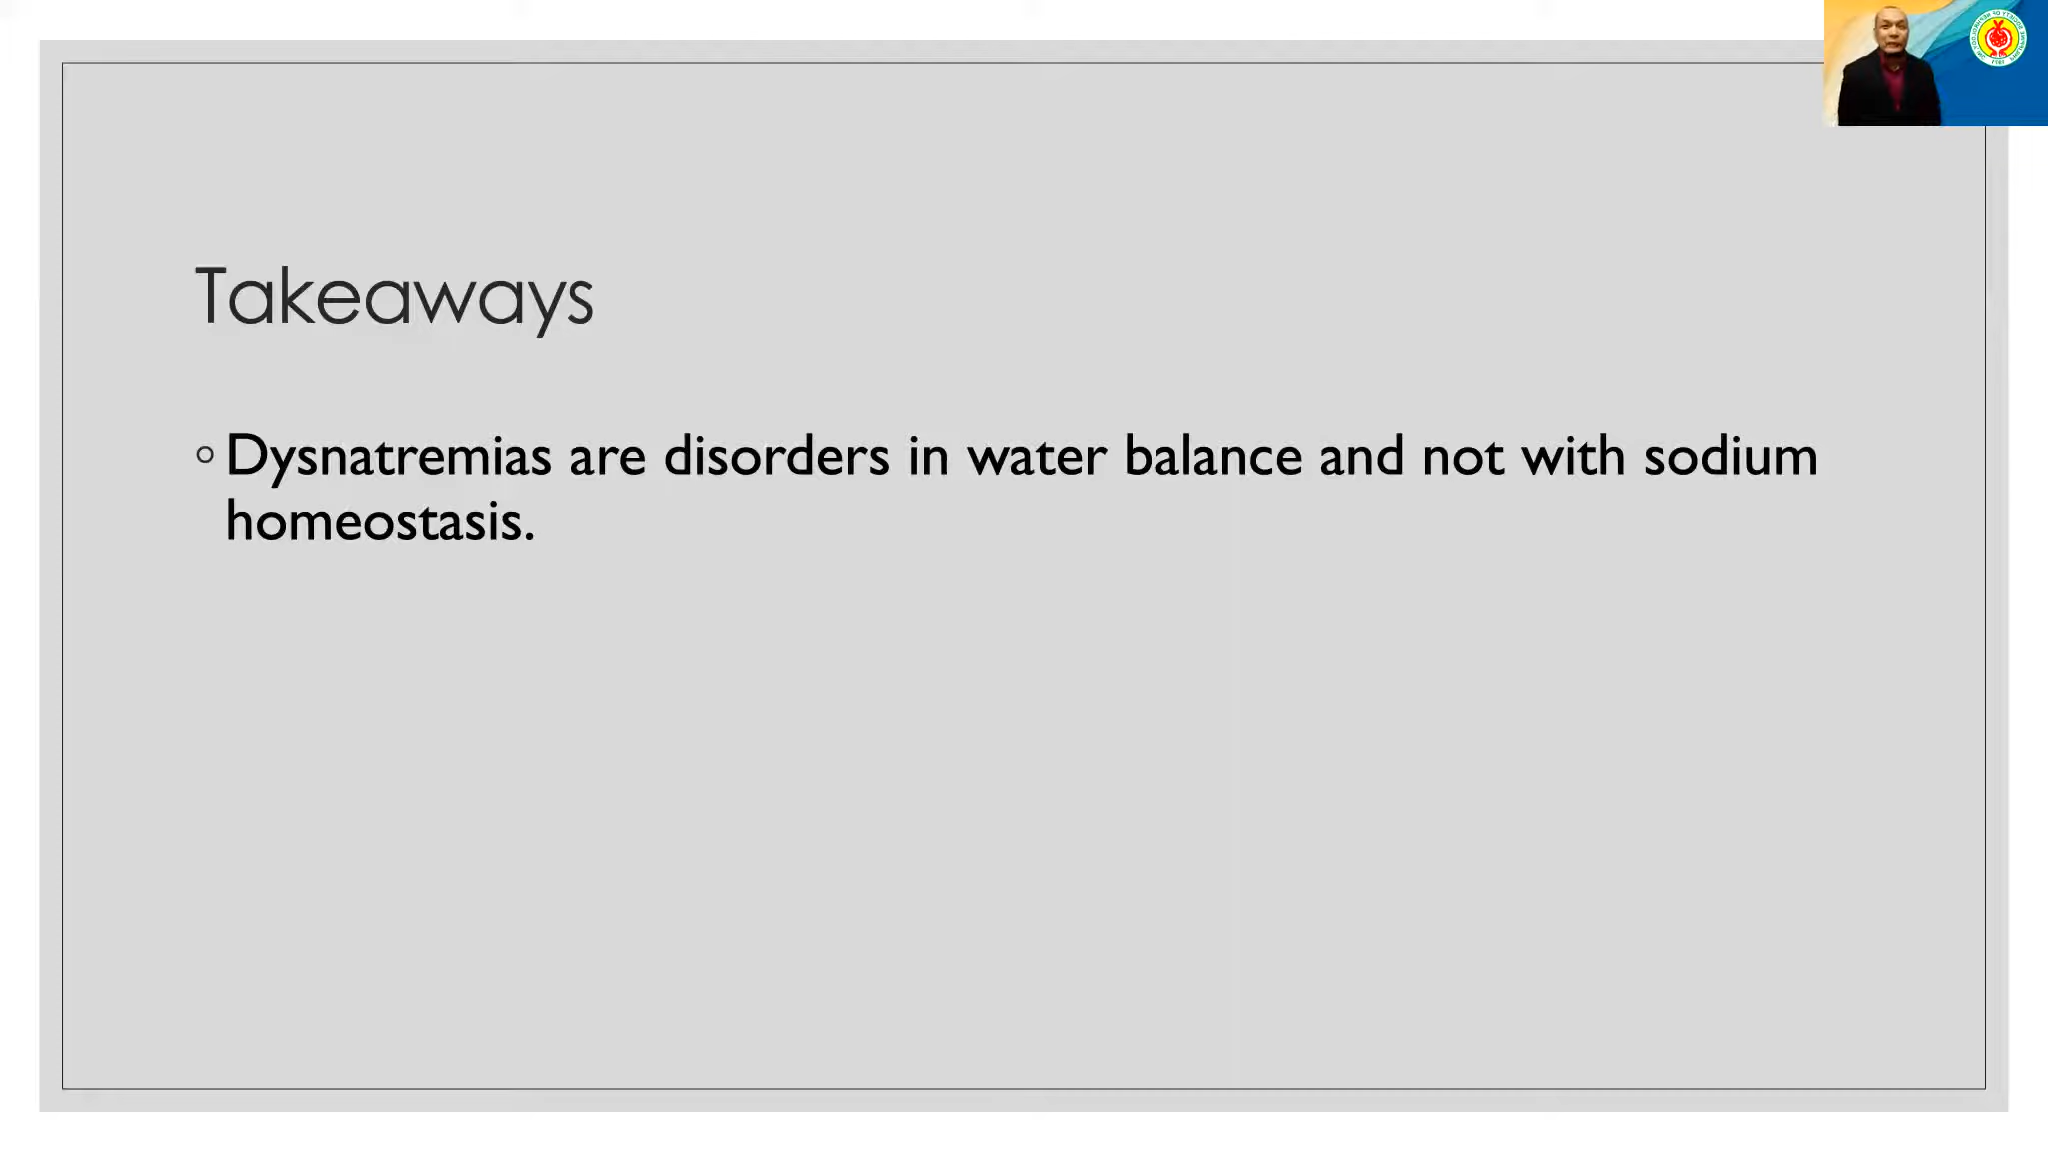 Takeaways
Dysnatremias are disorders in water balance and not with sodium
homeostasis.